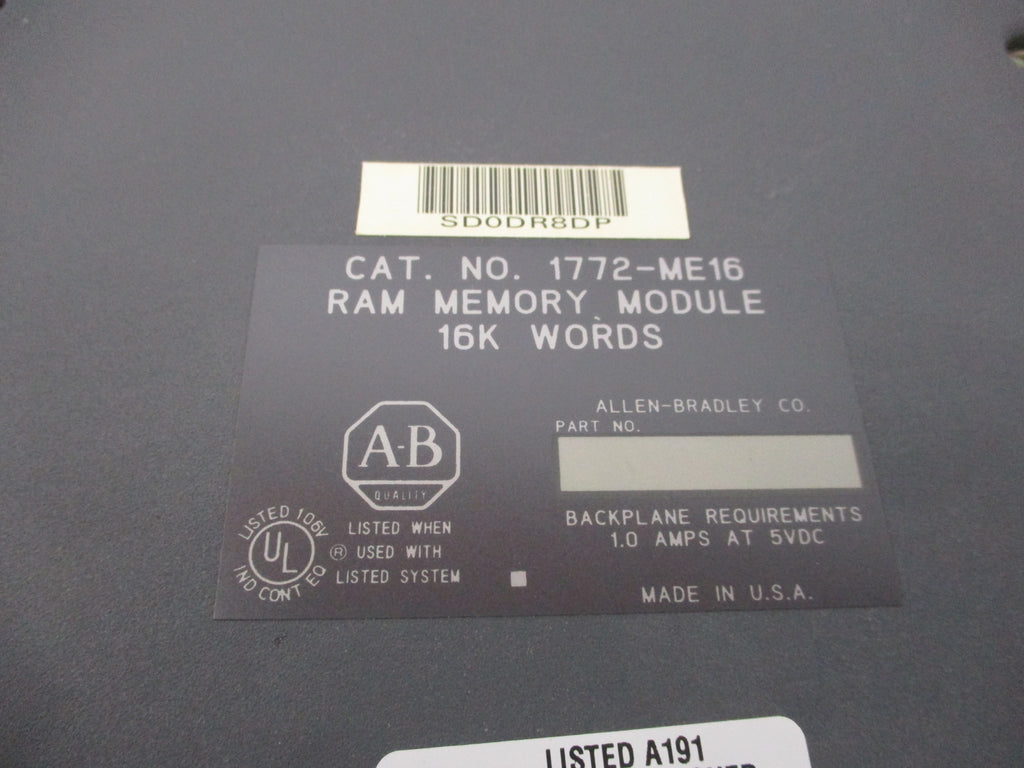 SD0DR8DP
CAT. NO. 1772-ME16
RAM MEMORY MODULE
16K WORDS
ALLEN-BRADLEY CO.
PART NO.
A-B
QUALITY
BACKPLANE REQUIREMENTS
1.0 AMPS AT 5VDC
LISTED 106V
UL
IND CONT EQ
®
LISTED WHEN
USED WITH
LISTED SYSTEM
MADE IN U.S.A.
LISTED A191